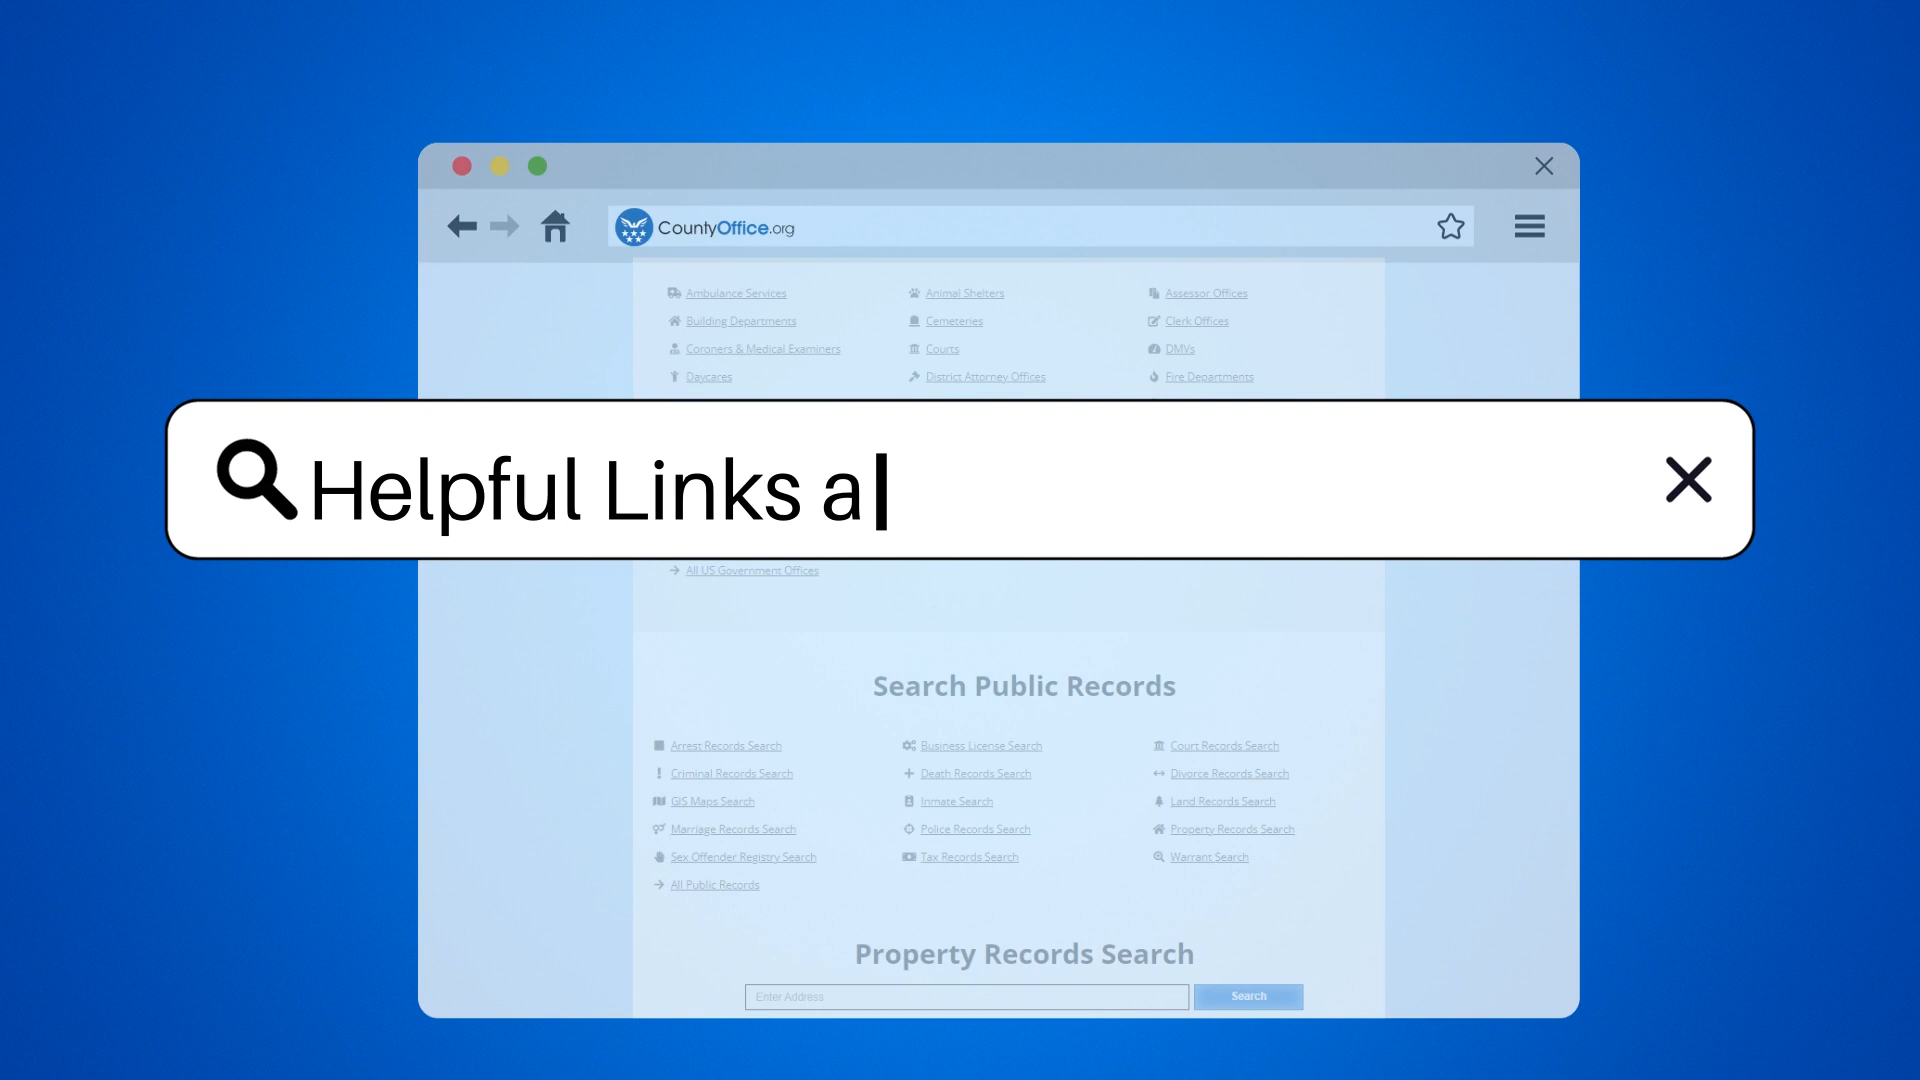 CountyOffice.org
Ambulance Services Animal Shelters Assessor Offices
Building Departments Cemeteries Clerk Offices
Coroners & Medical Examiners Courts DMVs
Daycares District Attorney Offices Fire Departments
Helpful Links a
All US Government Offices
Search Public Records
Arrest Records Search Business License Search Court Records Search
Criminal Records Search Death Records Search Divorce Records Search
GIS Maps Search Inmate Search Land Records Search
Marriage Records Search Police Records Search Property Records Search
Sex Offender Registry Search Tax Records Search Warrant Search
All Public Records
Property Records Search
Enter Address Search